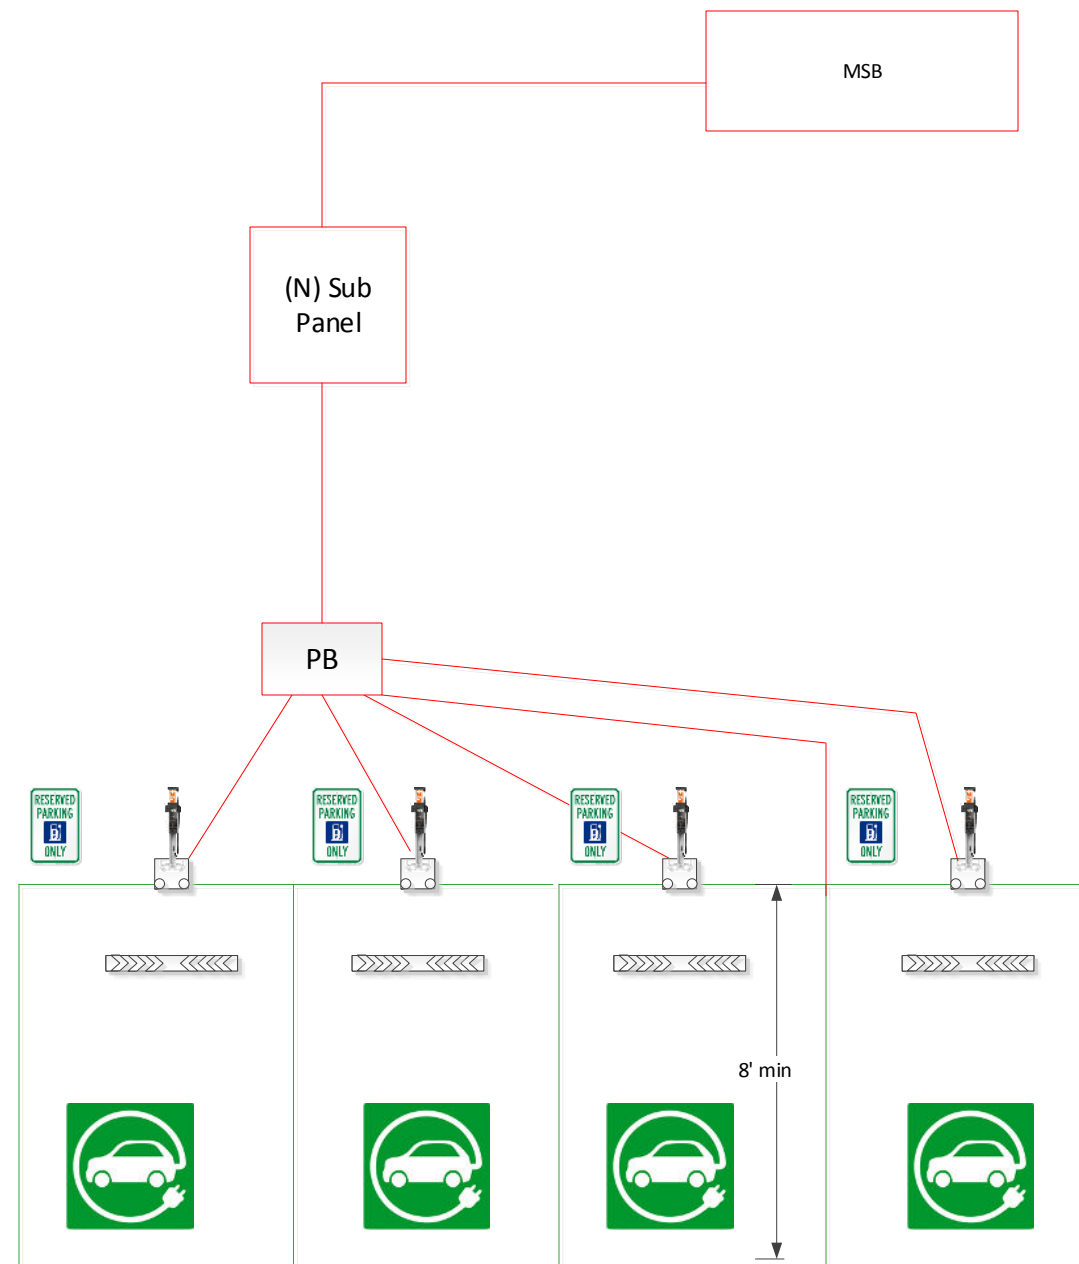 MSB
(N) Sub
Panel
PB
RESERVED
PARKING
ONLY
RESERVED
PARKING
ONLY
RESERVED
PARKING
ONLY
RESERVED
PARKING
ONLY
8' min